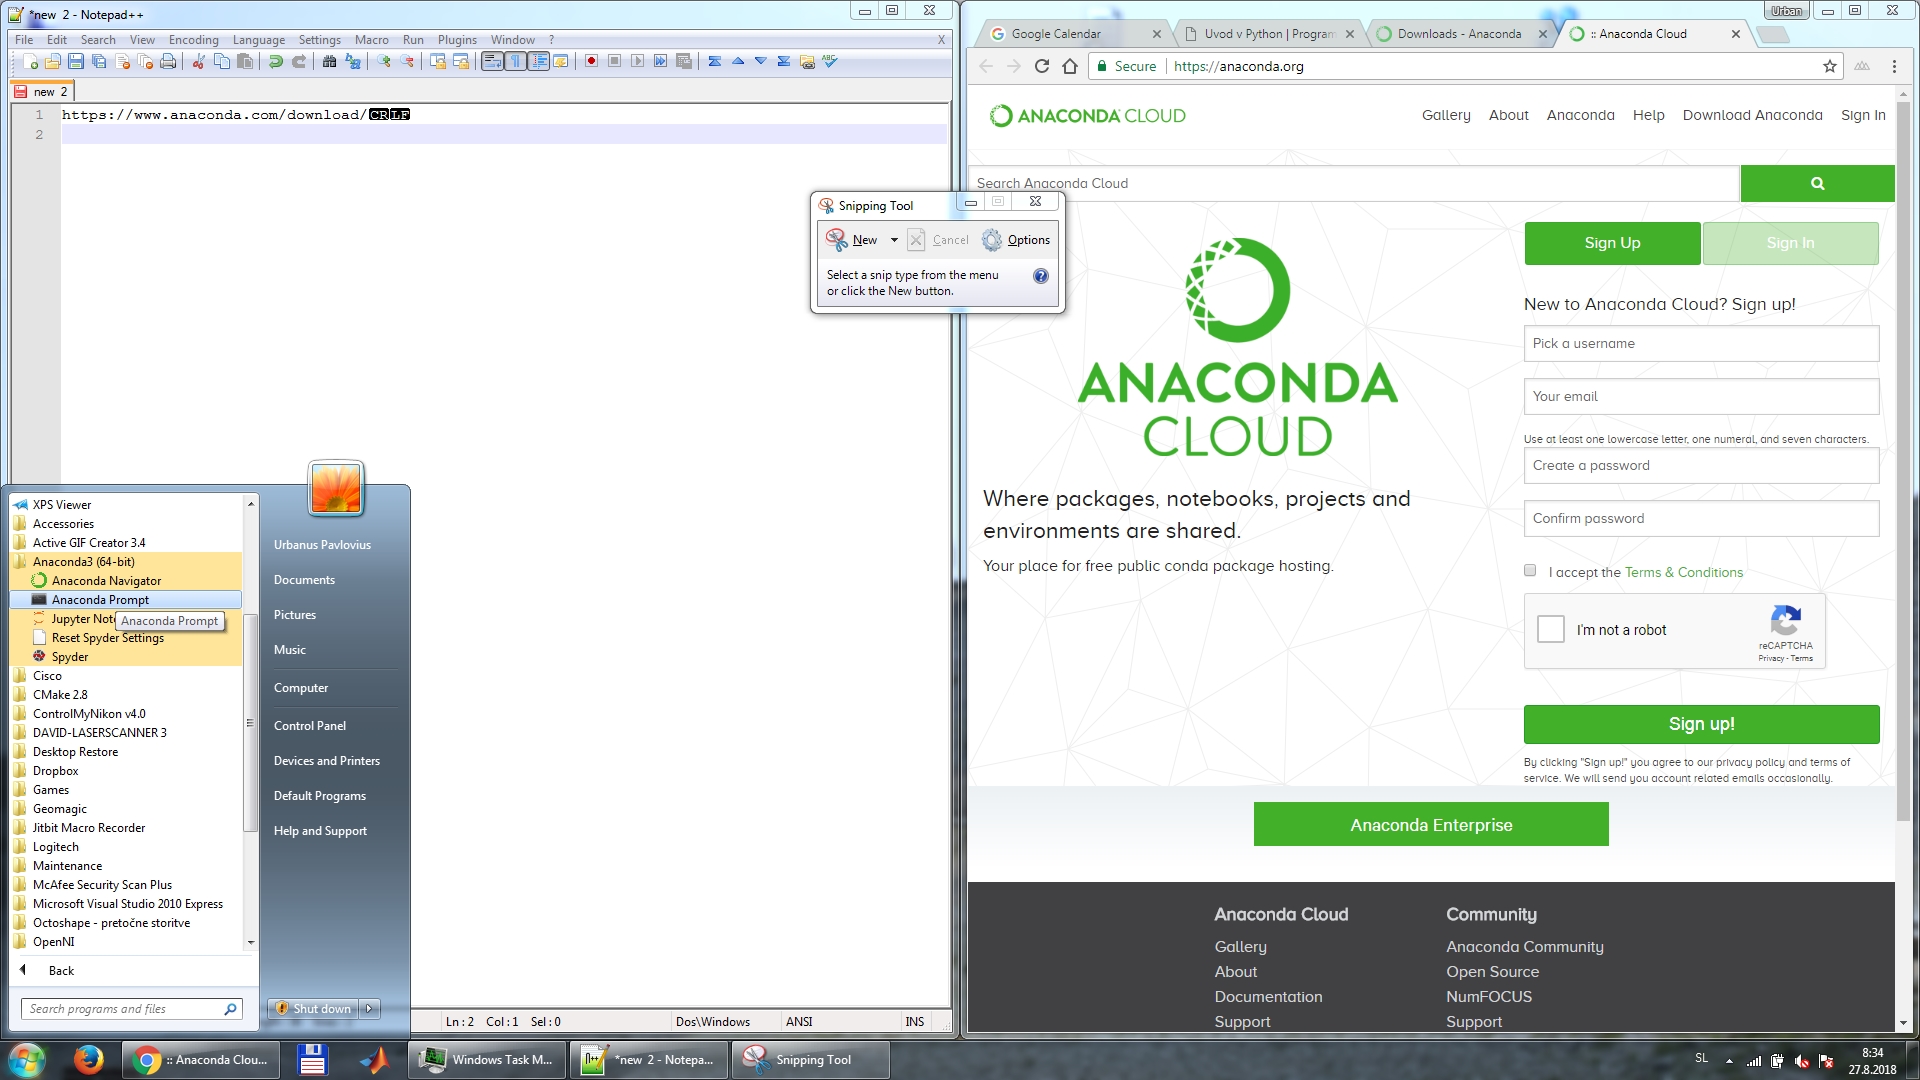 *new  2 - Notepad++
File Edit Search View Encoding Language Settings Macro Run Plugins Window ? X
new  2
1 https://www.anaconda.com/download/CRLF
2
Snipping Tool
New Cancel Options
Select a snip type from the menu
or click the New button.
XPS Viewer
Accessories
Active GIF Creator 3.4
Anaconda3 (64-bit)
Anaconda Navigator
Anaconda Prompt
Jupyter Not
Anaconda Prompt
Reset Spyder Settings
Spyder
Cisco
CMake 2.8
ControlMyNikon v4.0
DAVID-LASERSCANNER 3
Desktop Restore
Dropbox
Games
Geomagic
Jitbit Macro Recorder
Logitech
Maintenance
McAfee Security Scan Plus
Microsoft Visual Studio 2010 Express
Octoshape - pretočne storitve
OpenNI
Back
Search programs and files
Urbanus Pavlovius
Documents
Pictures
Music
Computer
Control Panel
Devices and Printers
Default Programs
Help and Support
Shut down
Ln : 2 Col : 1 Sel : 0 Dos\Windows ANSI INS
Urban
Google Calendar
Uvod v Python | Program
Downloads - Anaconda
:: Anaconda Cloud
Secure https://anaconda.org
ANACONDA CLOUD
Gallery About Anaconda Help Download Anaconda Sign In
Search Anaconda Cloud
ANACONDA
CLOUD
Where packages, notebooks, projects and
environments are shared.
Your place for free public conda package hosting.
Sign Up Sign In
New to Anaconda Cloud? Sign up!
Pick a username
Your email
Use at least one lowercase letter, one numeral, and seven characters.
Create a password
Confirm password
I accept the Terms & Conditions
I'm not a robot
reCAPTCHA
Privacy - Terms
Sign up!
By clicking "Sign up!" you agree to our privacy policy and terms of
service. We will send you account related emails occasionally.
Anaconda Enterprise
Anaconda Cloud
Gallery
About
Documentation
Support
Community
Anaconda Community
Open Source
NumFOCUS
Support
:: Anaconda Clou...
Windows Task M...
*new  2 - Notepa...
Snipping Tool
SL
8:34
27.8.2018